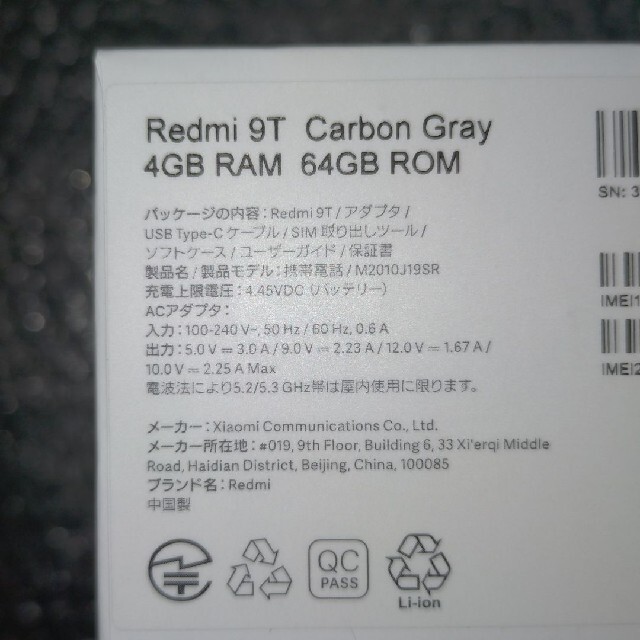 Redmi 9T Carbon Gray
4GB RAM 64GB ROM
パッケージの内容：Redmi 9T / アダプタ /
USB Type-C ケーブル / SIM 取り出しツール /
ソフトケース / ユーザーガイド / 保証書
製品名 / 製品モデル：携帯電話 / M2010J19SR
充電上限電圧：4.45VDC (バッテリー)
ACアダプタ：
入力：100-240 V~, 50 Hz / 60 Hz, 0.6 A
出力：5.0 V ⎓ 3.0 A / 9.0 V ⎓ 2.23 A / 12.0 V ⎓ 1.67 A /
10.0 V ⎓ 2.25 A Max
電波法により5.2/5.3 GHz帯は屋内使用に限ります。
メーカー：Xiaomi Communications Co., Ltd.
メーカー所在地：#019, 9th Floor, Building 6, 33 Xi'erqi Middle
Road, Haidian District, Beijing, China, 100085
ブランド名：Redmi
中国製
QC
PASS
Li-ion
SN: 3
IMEI1
IMEI2